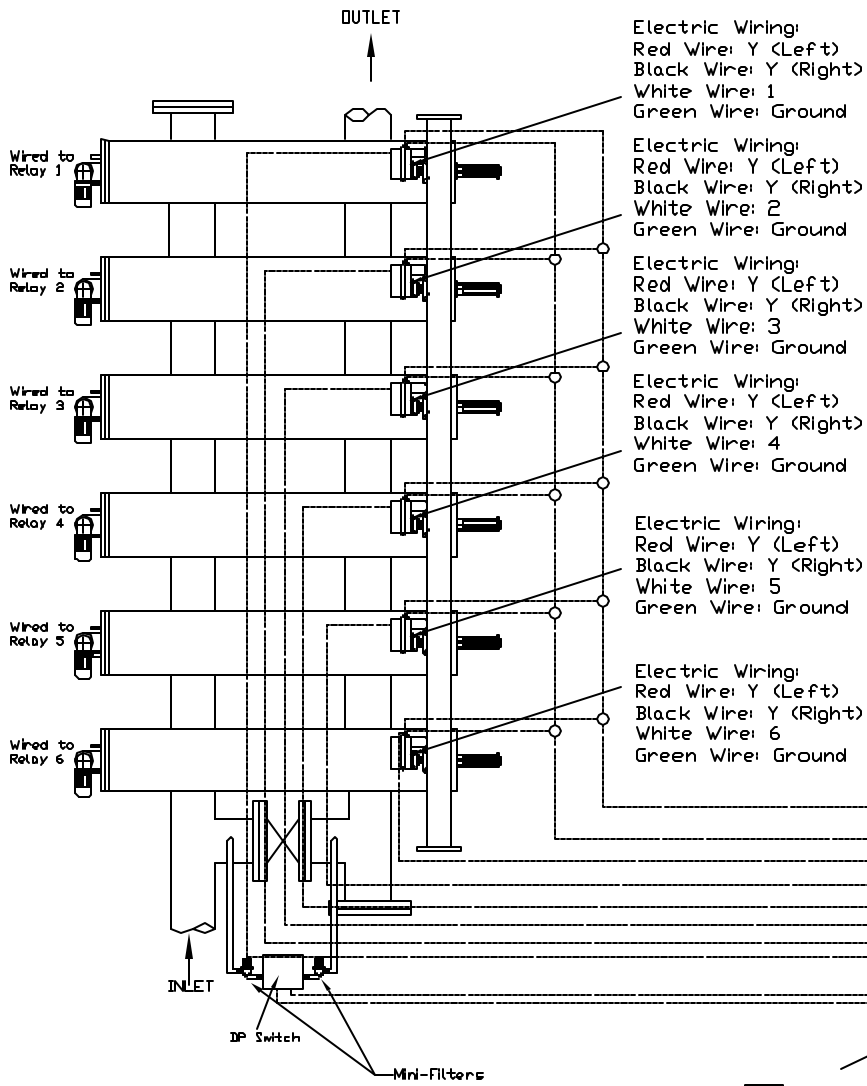 OUTLET
Electric Wiring:
Red Wire: Y (Left)
Black Wire: Y (Right)
White Wire: 1
Green Wire: Ground
Wired to
Relay 1
Electric Wiring:
Red Wire: Y (Left)
Black Wire: Y (Right)
White Wire: 2
Green Wire: Ground
Wired to
Relay 2
Electric Wiring:
Red Wire: Y (Left)
Black Wire: Y (Right)
White Wire: 3
Green Wire: Ground
Wired to
Relay 3
Electric Wiring:
Red Wire: Y (Left)
Black Wire: Y (Right)
White Wire: 4
Green Wire: Ground
Wired to
Relay 4
Electric Wiring:
Red Wire: Y (Left)
Black Wire: Y (Right)
White Wire: 5
Green Wire: Ground
Wired to
Relay 5
Electric Wiring:
Red Wire: Y (Left)
Black Wire: Y (Right)
White Wire: 6
Green Wire: Ground
Wired to
Relay 6
INLET
DP Switch
Mini-Filters